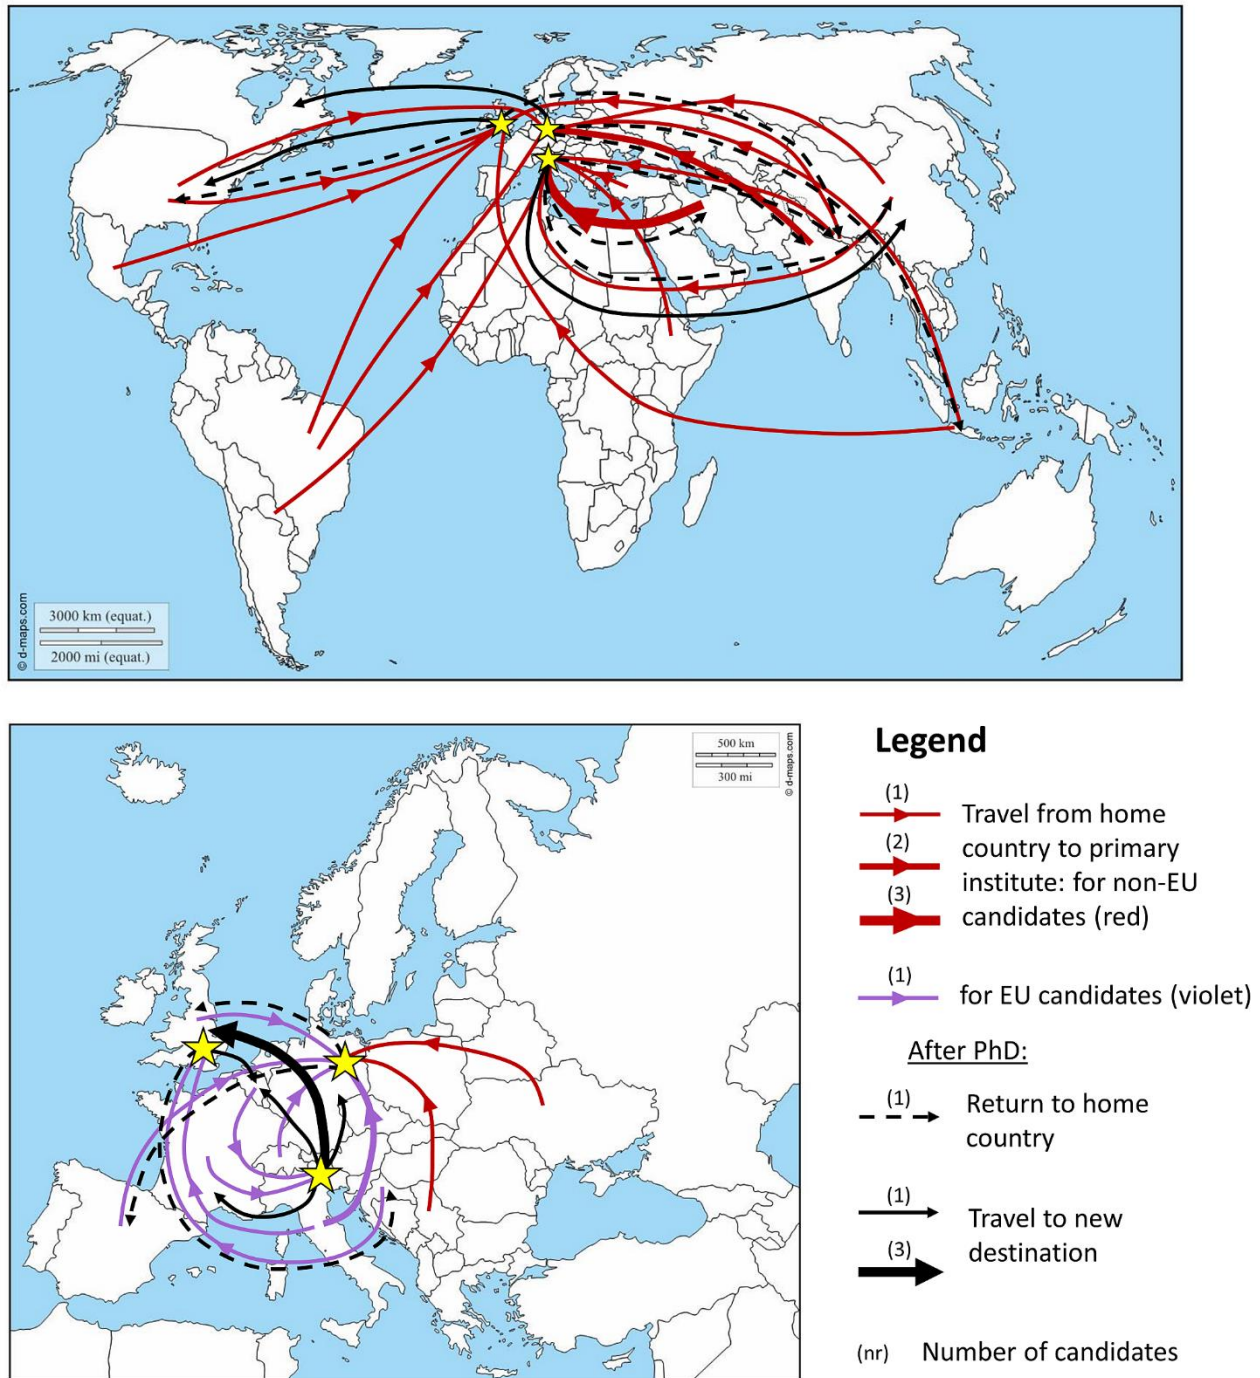 3000 km (equat.)
2000 mi (equat.)
© d-maps.com
500 km
300 mi
© d-maps.com
Legend
(1)
Travel from home
(2)
country to primary
institute: for non-EU
(3)
candidates (red)
(1)
for EU candidates (violet)
After PhD:
(1)
Return to home
country
(1)
Travel to new
(3)
destination
(nr) Number of candidates